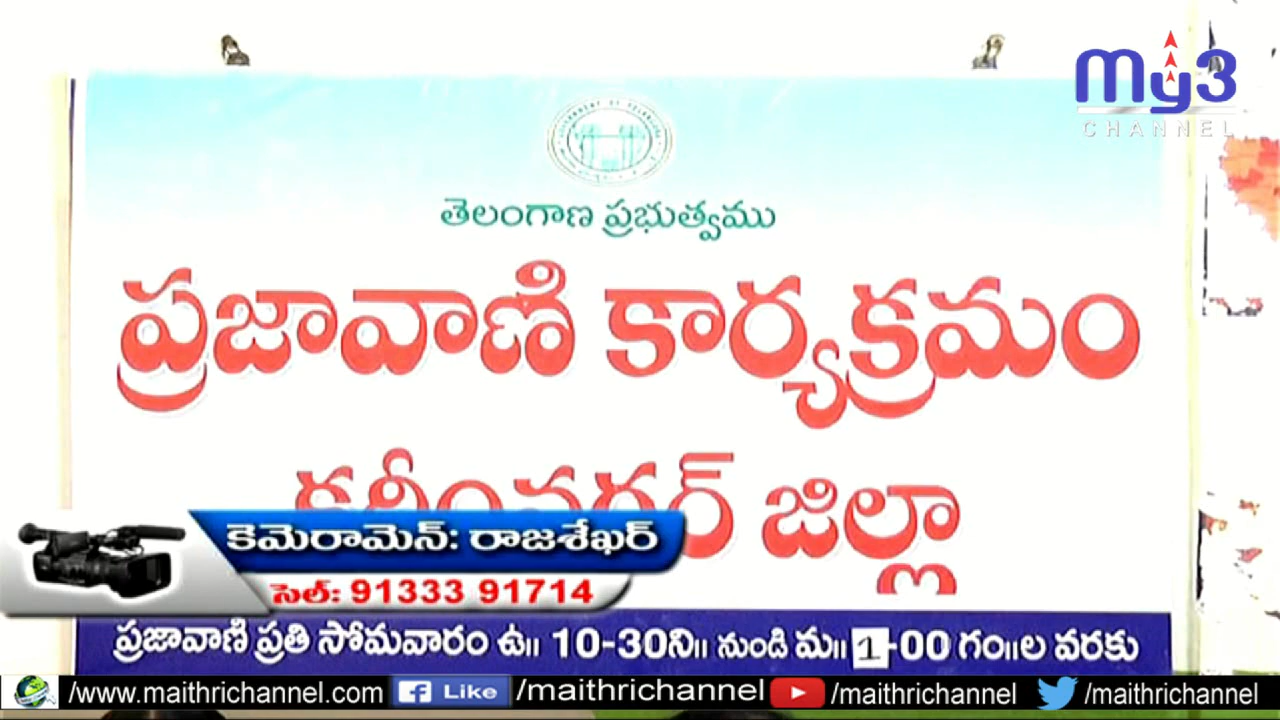 My3
CHANNEL
తెలంగాణ ప్రభుత్వము
ప్రజావాణి కార్యక్రమం
జిల్లా
కెమెరామెన్: రాజశేఖర్
సెల్: 91333 91714
ప్రజావాణి ప్రతి సోమవారం ఉ॥ 10-30ని॥ నుండి మ॥ 1-00 గం॥ల వరకు
/www.maithrichannel.com f Like /maithrichannel /maithrichannel /maithrichannel